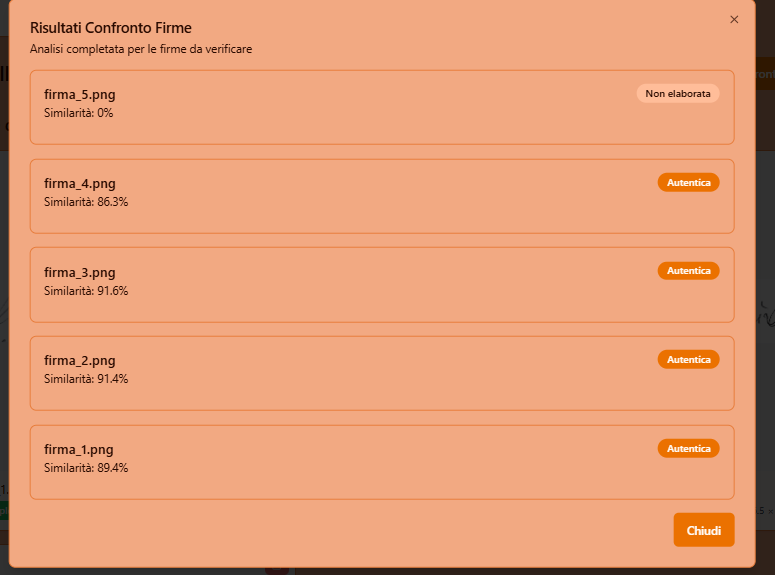 Risultati Confronto Firme
Analisi completata per le firme da verificare
firma_5.png
Non elaborata
Similarità: 0%
firma_4.png
Autentica
Similarità: 86.3%
firma_3.png
Autentica
Similarità: 91.6%
firma_2.png
Autentica
Similarità: 91.4%
firma_1.png
Autentica
Similarità: 89.4%
Chiudi